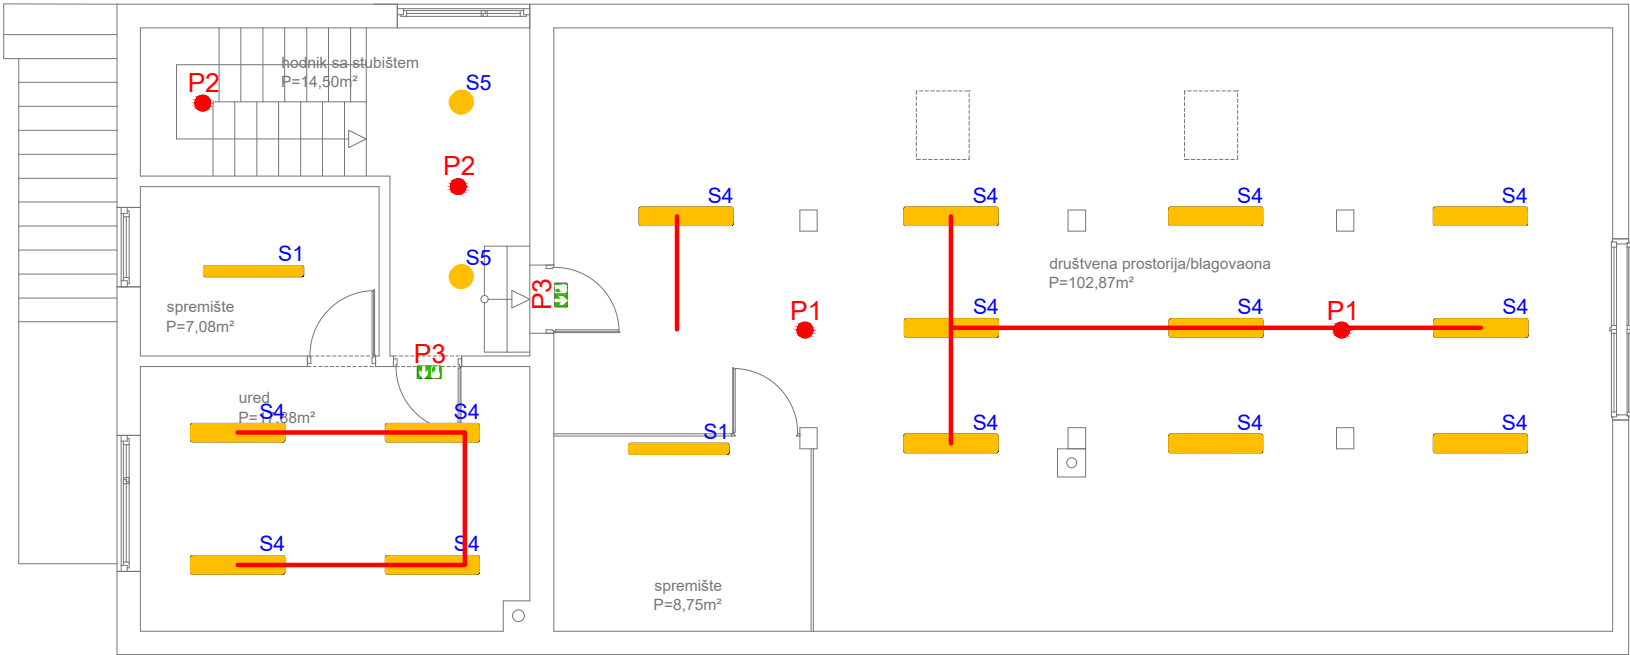 hodnik sa stubištem
P=14,50m²
P2
S5
P2
S4
S4
S4
S4
S1
S5
P3
društvena prostorija/blagovaona
P=102,87m²
spremište
P=7,08m²
P1
S4
S4
P1
S4
P3
ured
P=17,88m²
S4
S4
S1
S4
S4
S4
S4
S4
spremište
P=8,75m²